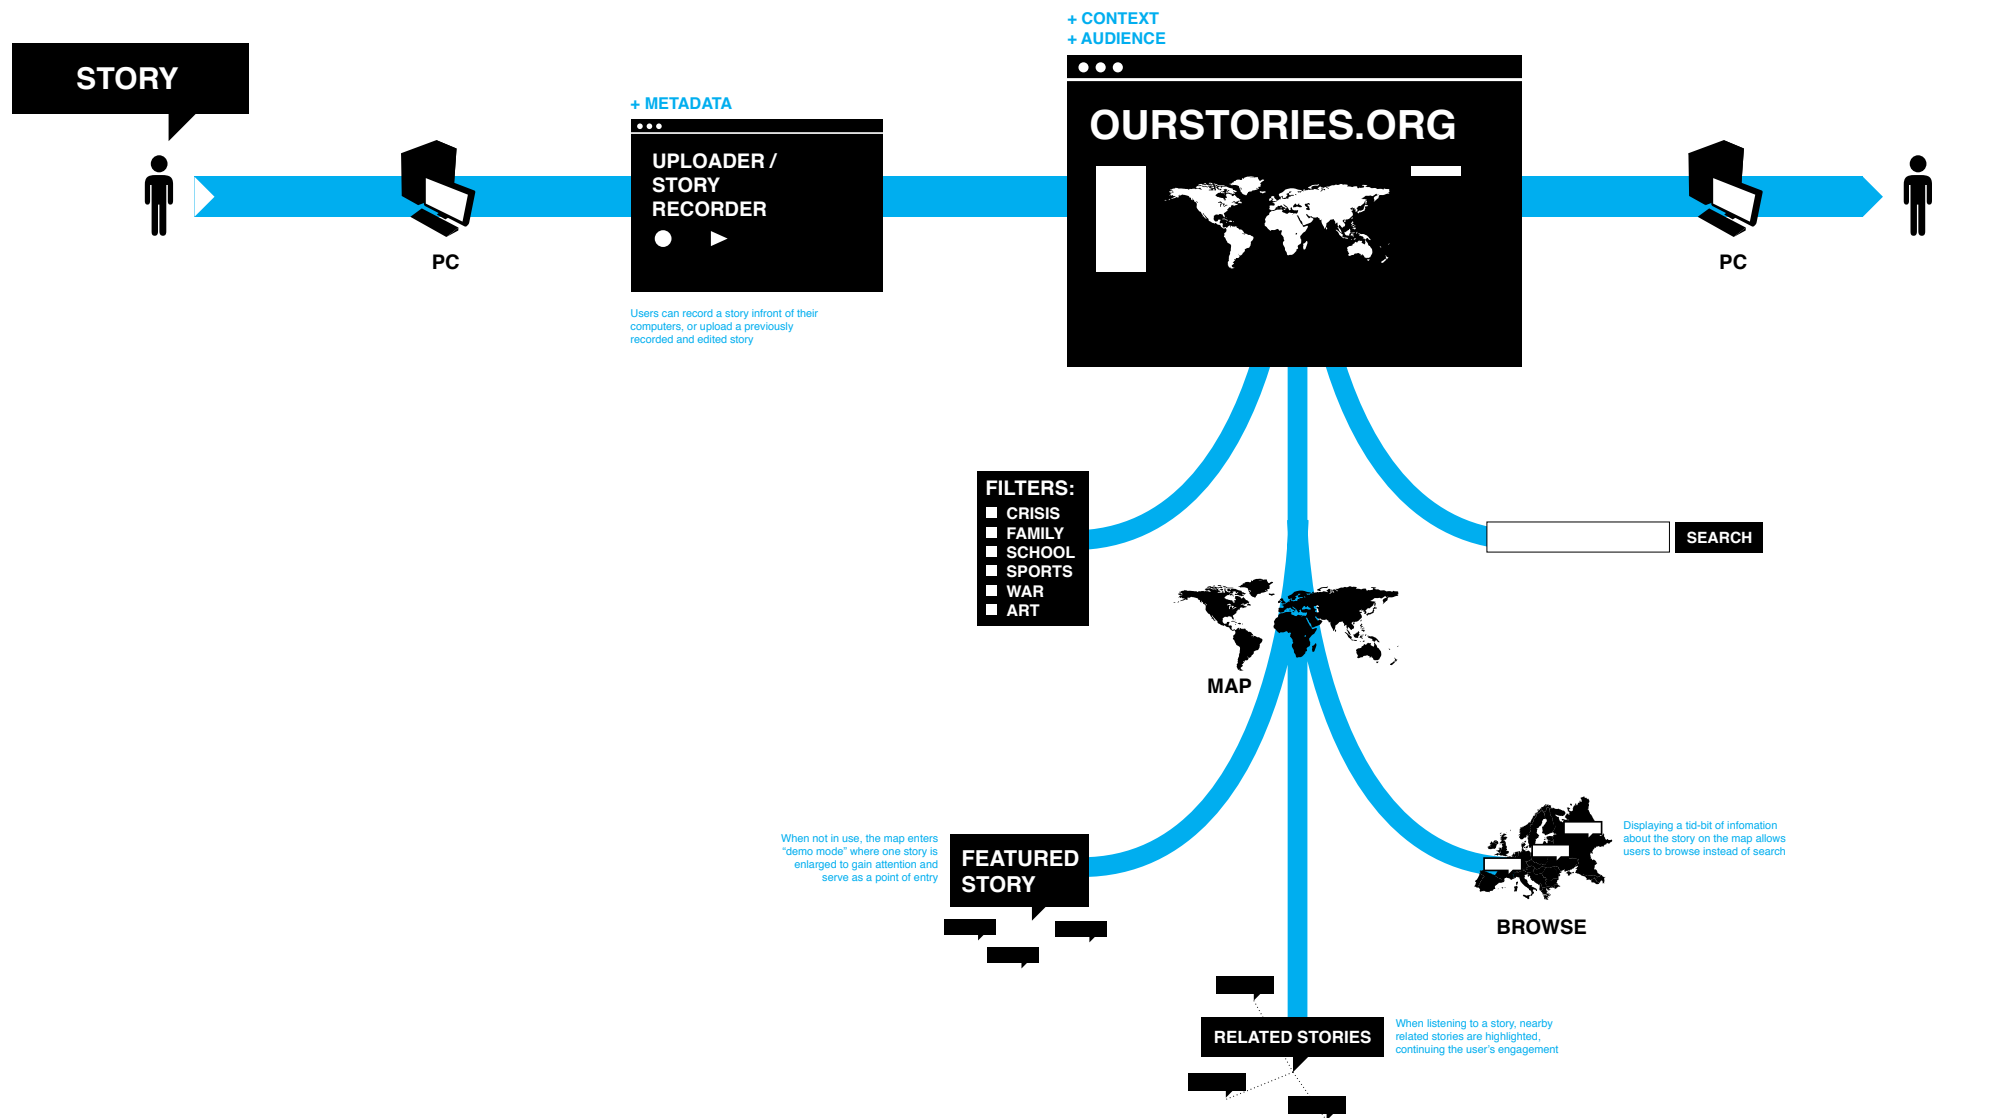 + CONTEXT
+ AUDIENCE
STORY
+ METADATA
OURSTORIES.ORG
UPLOADER /
STORY
RECORDER
PC
PC
Users can record a story infront of their
computers, or upload a previously
recorded and edited story
FILTERS:
CRISIS
FAMILY
SCHOOL
SPORTS
WAR
ART
SEARCH
MAP
When not in use, the map enters
“demo mode” where one story is
enlarged to gain attention and
serve as a point of entry
FEATURED
STORY
Displaying a tid-bit of infomation
about the story on the map allows
users to browse instead of search
BROWSE
RELATED STORIES
When listening to a story, nearby
related stories are highlighted,
continuing the user’s engagement